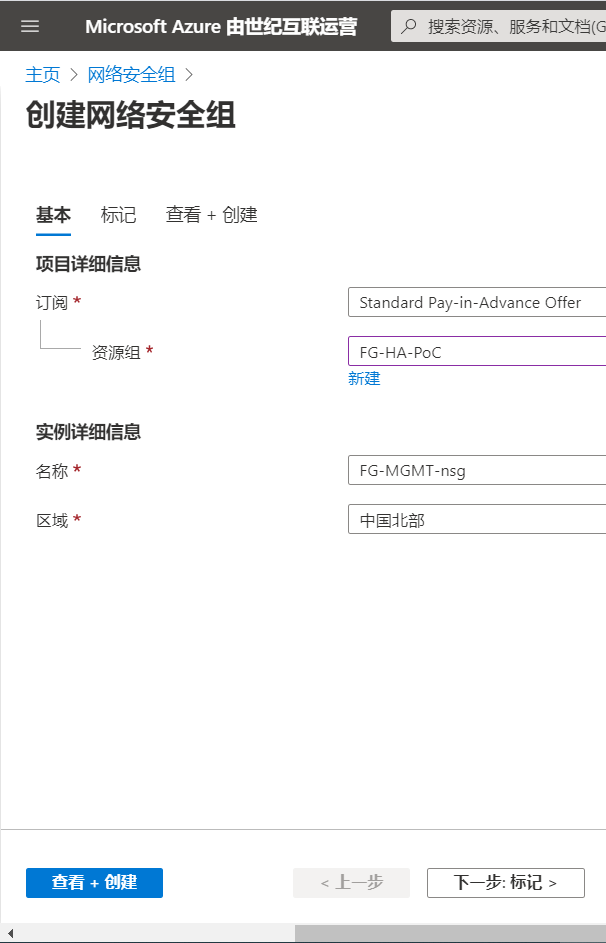 Microsoft Azure 由世纪互联运营
搜索资源、服务和文档(G
主页 > 网络安全组 >
创建网络安全组
基本 标记 查看 + 创建
项目详细信息
订阅 * Standard Pay-in-Advance Offer
资源组 * FG-HA-PoC
新建
实例详细信息
名称 * FG-MGMT-nsg
区域 * 中国北部
查看 + 创建 < 上一步 下一步: 标记 >